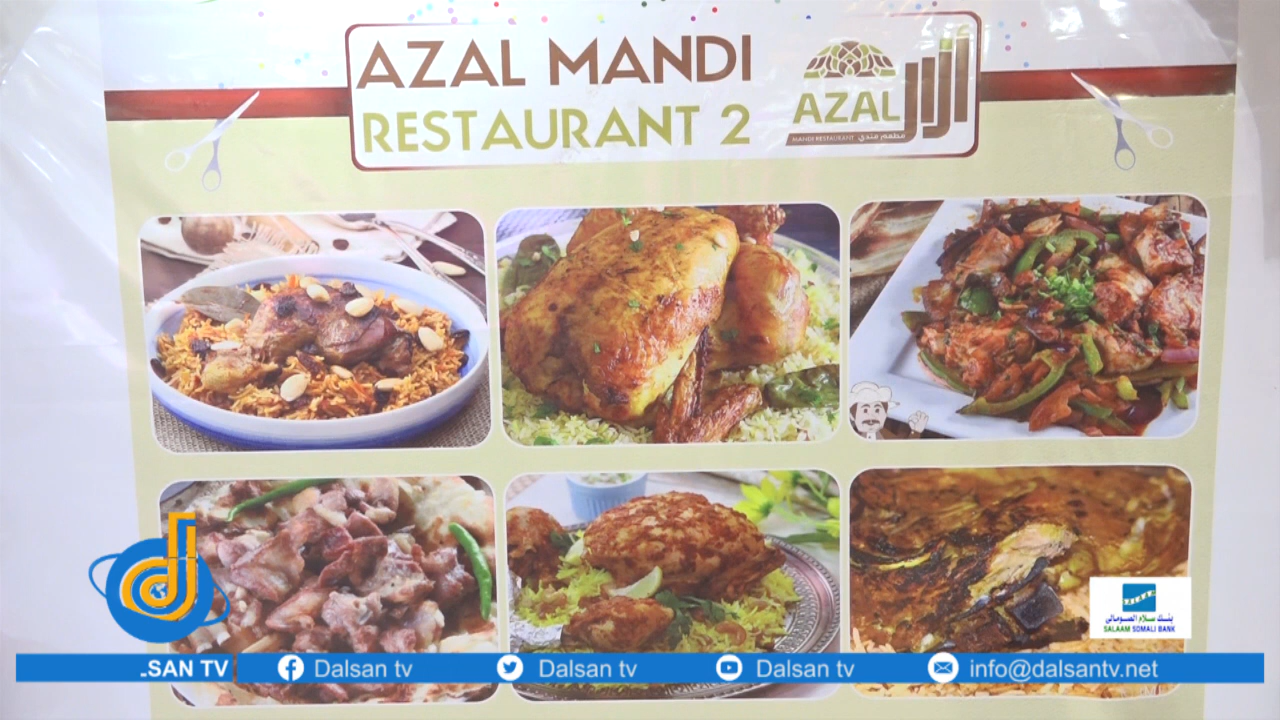 AZAL MANDI
RESTAURANT 2
AZAL
أزال
MANDI RESTAURANT مطعم مندي
بنك سلام الصومالي
SALAAM SOMALI BANK
.SAN TV
Dalsan tv
Dalsan tv
Dalsan tv
info@dalsantv.net